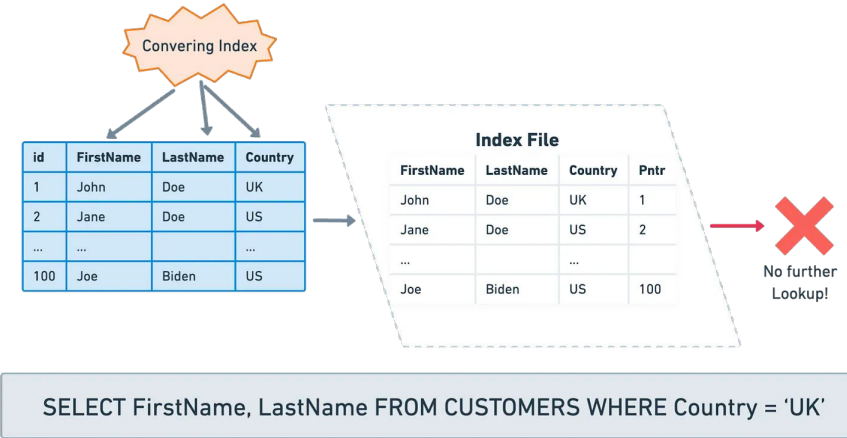 Convering Index
id FirstName LastName Country
1 John Doe UK
2 Jane Doe US
... ... ...
100 Joe Biden US
Index File
FirstName LastName Country Pntr
John Doe UK 1
Jane Doe US 2
... ...
Joe Biden US 100
No further
Lookup!
SELECT FirstName, LastName FROM CUSTOMERS WHERE Country = ‘UK’